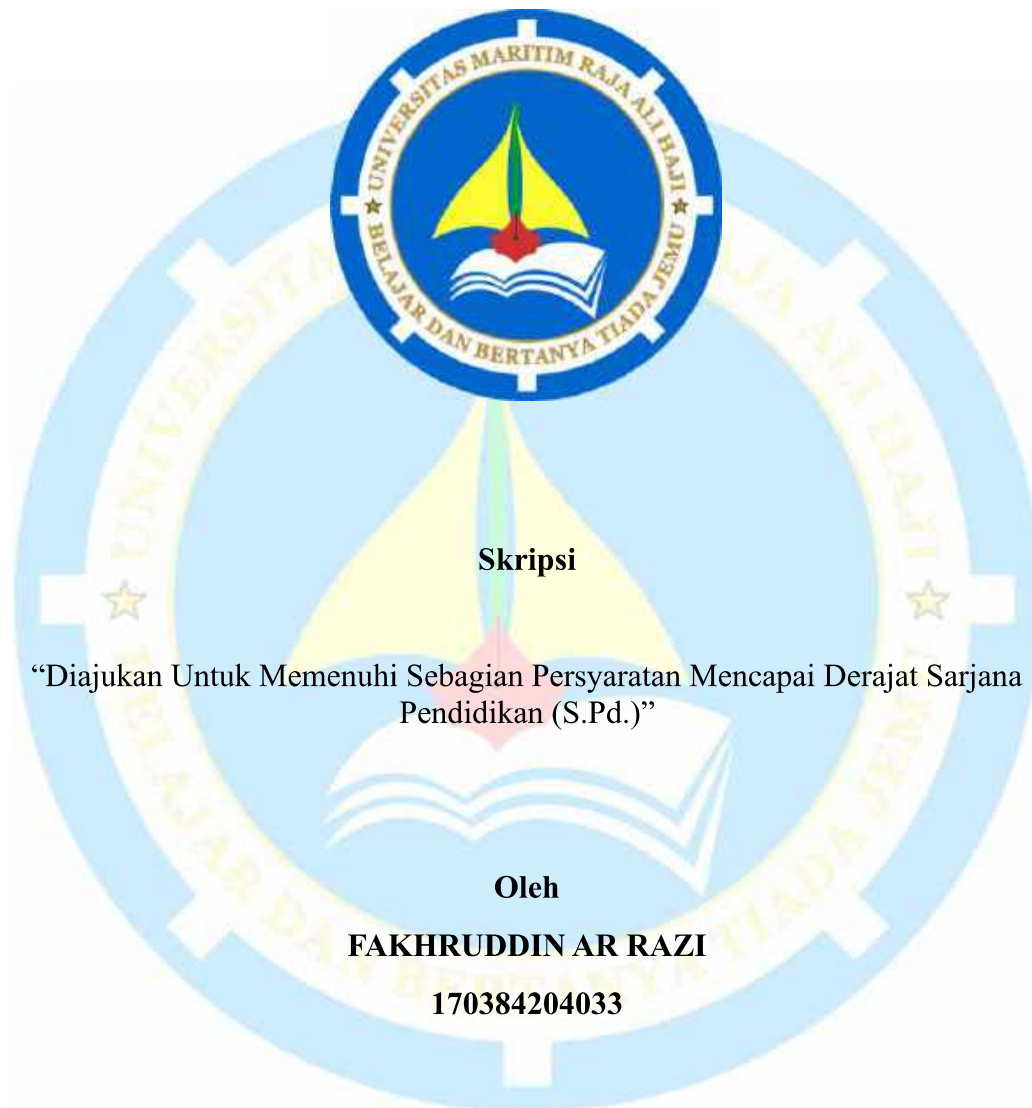 UNIVERSITAS MARITIM RAJA ALI HAJI
BELAJAR DAN BERTANYA TIADA JEMU
Skripsi
“Diajukan Untuk Memenuhi Sebagian Persyaratan Mencapai Derajat Sarjana
Pendidikan (S.Pd.)”
Oleh
FAKHRUDDIN AR RAZI
170384204033